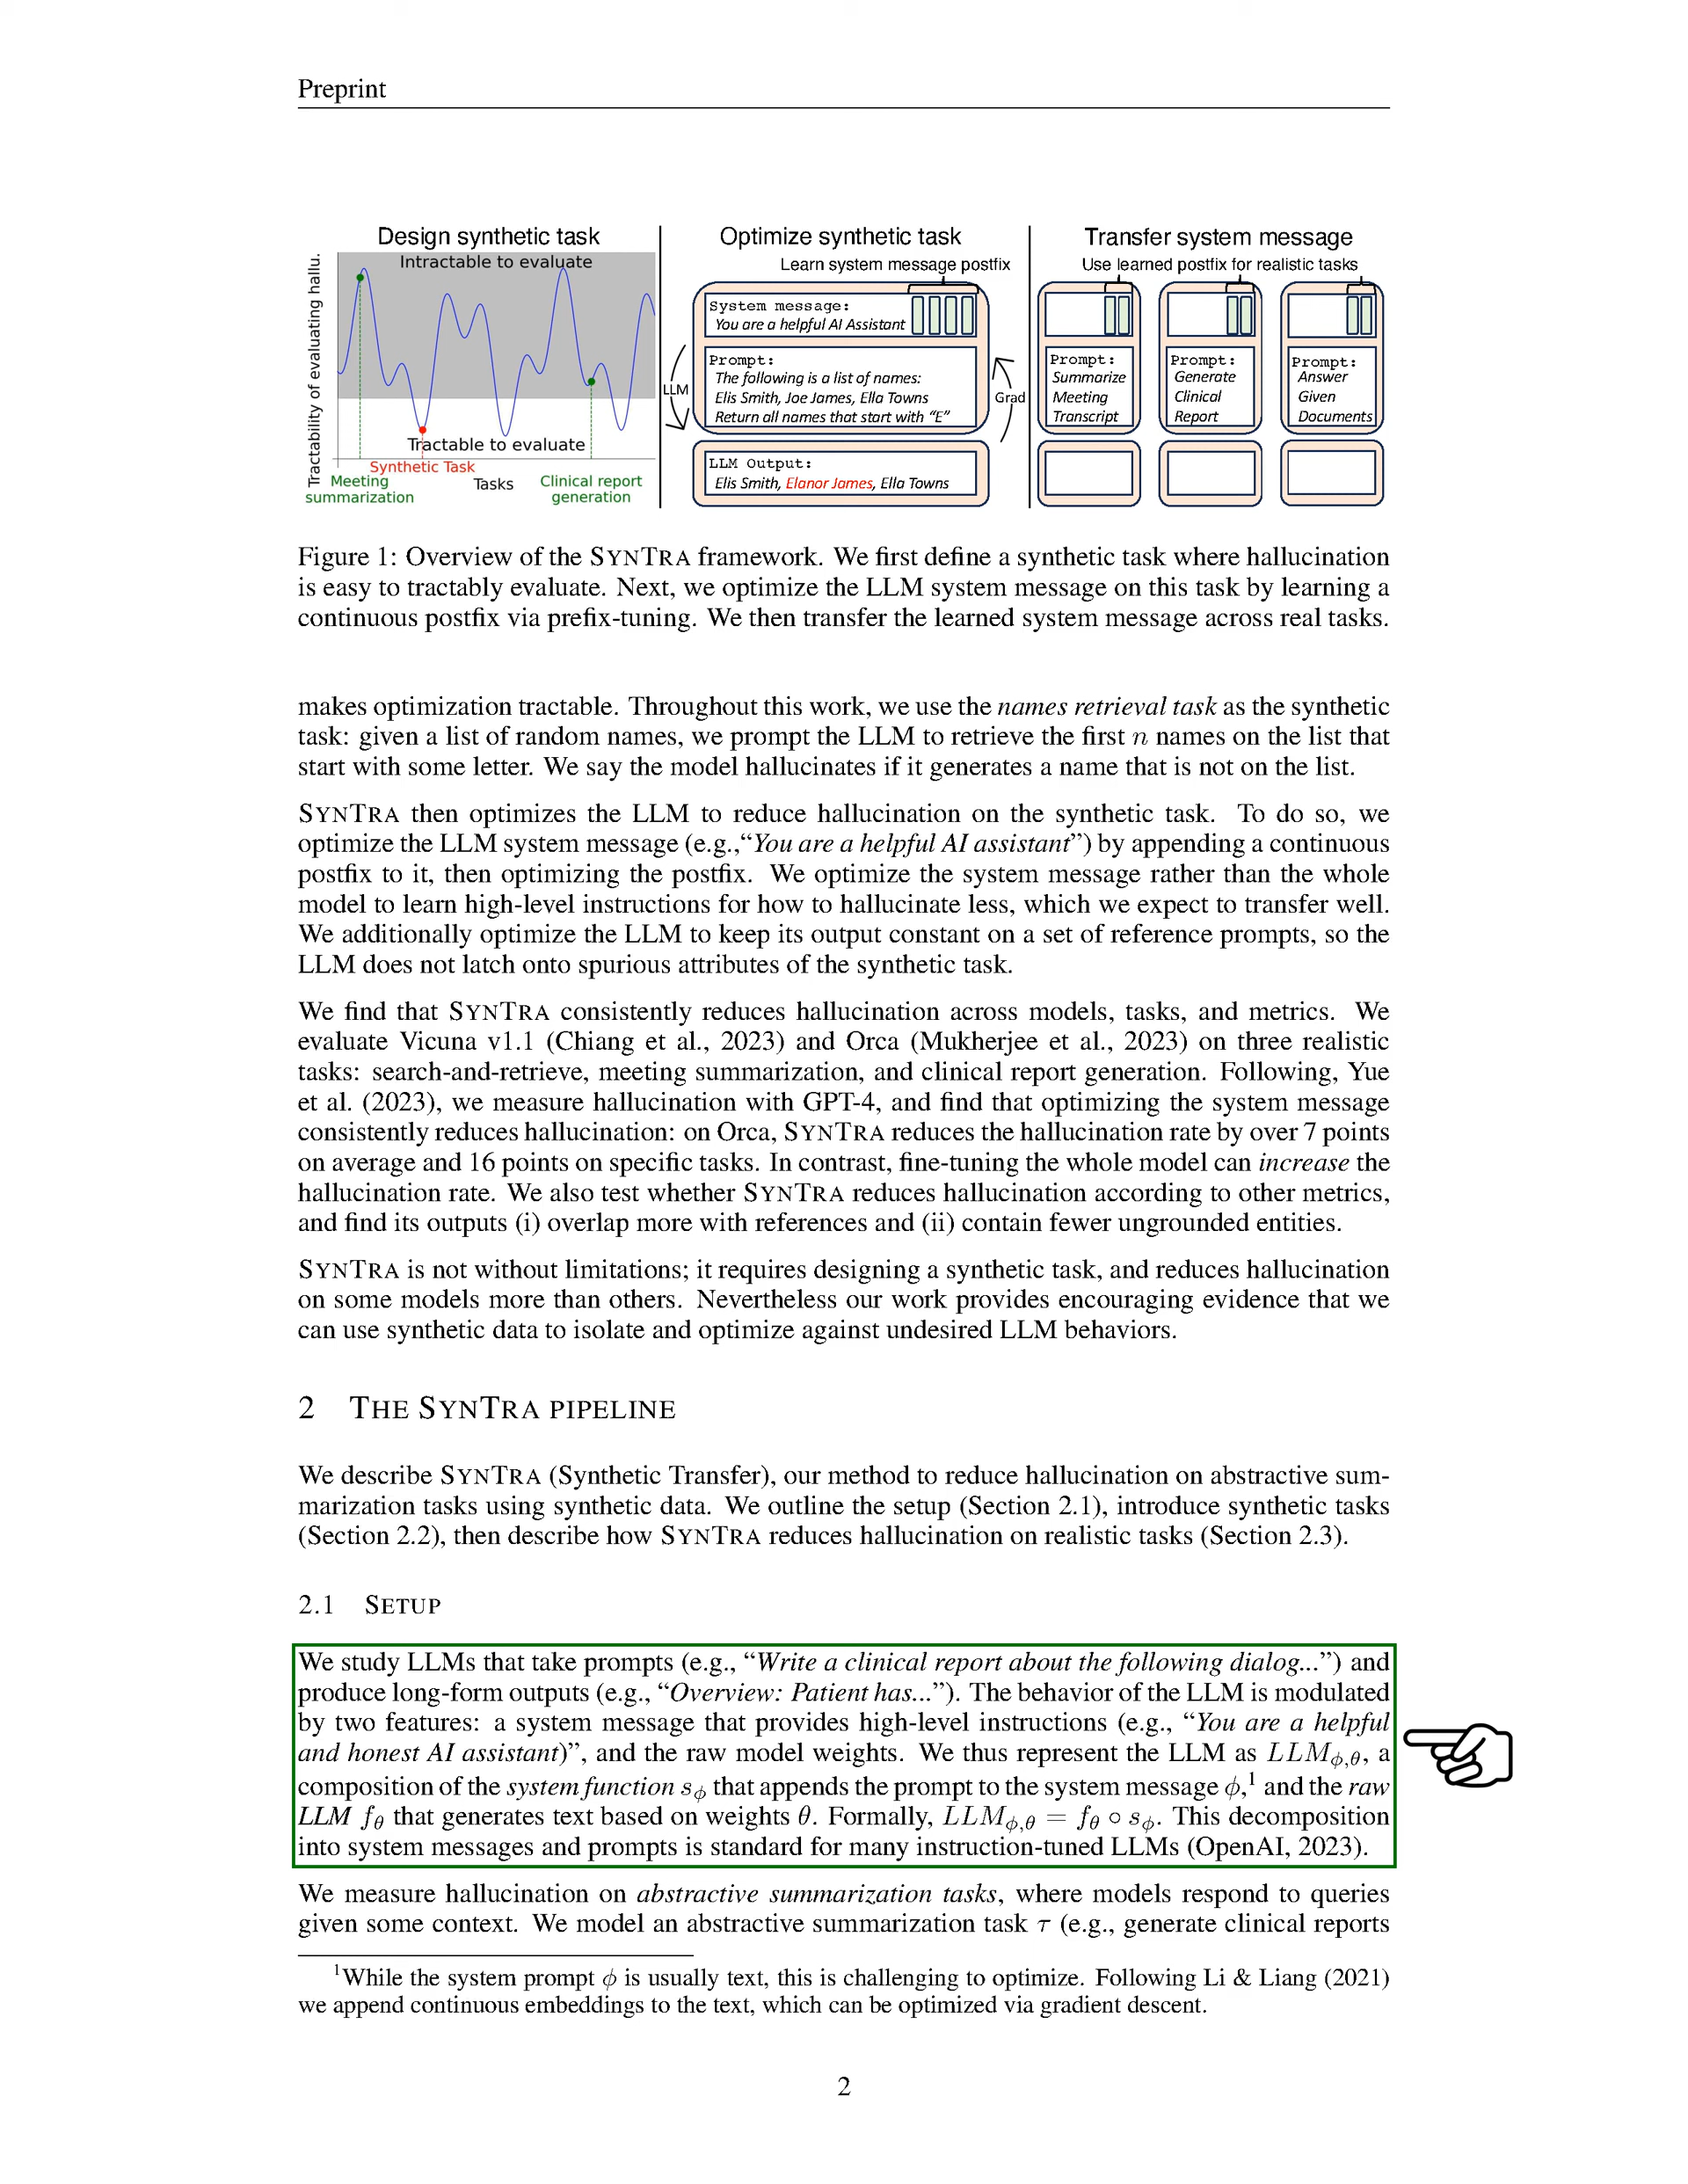 Preprint
Design synthetic task
Intractable to evaluate
Tractability of evaluating hallu.
Tractable to evaluate
Synthetic Task
Meeting
summarization
Tasks
Clinical report
generation
Optimize synthetic task
Learn system message postfix
System message:
You are a helpful AI Assistant
Prompt:
The following is a list of names:
Elis Smith, Joe James, Ella Towns
Return all names that start with “E”
LLM
Grad
LLM Output:
Elis Smith, Elanor James, Ella Towns
Transfer system message
Use learned postfix for realistic tasks
Prompt:
Summarize
Meeting
Transcript
Prompt:
Generate
Clinical
Report
Prompt:
Answer
Given
Documents
Figure 1: Overview of the SYNTRA framework. We first define a synthetic task where hallucination
is easy to tractably evaluate. Next, we optimize the LLM system message on this task by learning a
continuous postfix via prefix-tuning. We then transfer the learned system message across real tasks.
makes optimization tractable. Throughout this work, we use the names retrieval task as the synthetic
task: given a list of random names, we prompt the LLM to retrieve the first n names on the list that
start with some letter. We say the model hallucinates if it generates a name that is not on the list.
SYNTRA then optimizes the LLM to reduce hallucination on the synthetic task. To do so, we
optimize the LLM system message (e.g.,“You are a helpful AI assistant”) by appending a continuous
postfix to it, then optimizing the postfix. We optimize the system message rather than the whole
model to learn high-level instructions for how to hallucinate less, which we expect to transfer well.
We additionally optimize the LLM to keep its output constant on a set of reference prompts, so the
LLM does not latch onto spurious attributes of the synthetic task.
We find that SYNTRA consistently reduces hallucination across models, tasks, and metrics. We
evaluate Vicuna v1.1 (Chiang et al., 2023) and Orca (Mukherjee et al., 2023) on three realistic
tasks: search-and-retrieve, meeting summarization, and clinical report generation. Following, Yue
et al. (2023), we measure hallucination with GPT-4, and find that optimizing the system message
consistently reduces hallucination: on Orca, SYNTRA reduces the hallucination rate by over 7 points
on average and 16 points on specific tasks. In contrast, fine-tuning the whole model can increase the
hallucination rate. We also test whether SYNTRA reduces hallucination according to other metrics,
and find its outputs (i) overlap more with references and (ii) contain fewer ungrounded entities.
SYNTRA is not without limitations; it requires designing a synthetic task, and reduces hallucination
on some models more than others. Nevertheless our work provides encouraging evidence that we
can use synthetic data to isolate and optimize against undesired LLM behaviors.
2 THE SYNTRA PIPELINE
We describe SYNTRA (Synthetic Transfer), our method to reduce hallucination on abstractive sum-
marization tasks using synthetic data. We outline the setup (Section 2.1), introduce synthetic tasks
(Section 2.2), then describe how SYNTRA reduces hallucination on realistic tasks (Section 2.3).
2.1 SETUP
We study LLMs that take prompts (e.g., “Write a clinical report about the following dialog...”) and
produce long-form outputs (e.g., “Overview: Patient has...”). The behavior of the LLM is modulated
by two features: a system message that provides high-level instructions (e.g., “You are a helpful
and honest AI assistant)”, and the raw model weights. We thus represent the LLM as LLMϕ,θ, a
composition of the system function sϕ that appends the prompt to the system message ϕ,¹ and the raw
LLM fθ that generates text based on weights θ. Formally, LLMϕ,θ = fθ ∘ sϕ. This decomposition
into system messages and prompts is standard for many instruction-tuned LLMs (OpenAI, 2023).
We measure hallucination on abstractive summarization tasks, where models respond to queries
given some context. We model an abstractive summarization task τ (e.g., generate clinical reports
¹While the system prompt ϕ is usually text, this is challenging to optimize. Following Li & Liang (2021)
we append continuous embeddings to the text, which can be optimized via gradient descent.
2